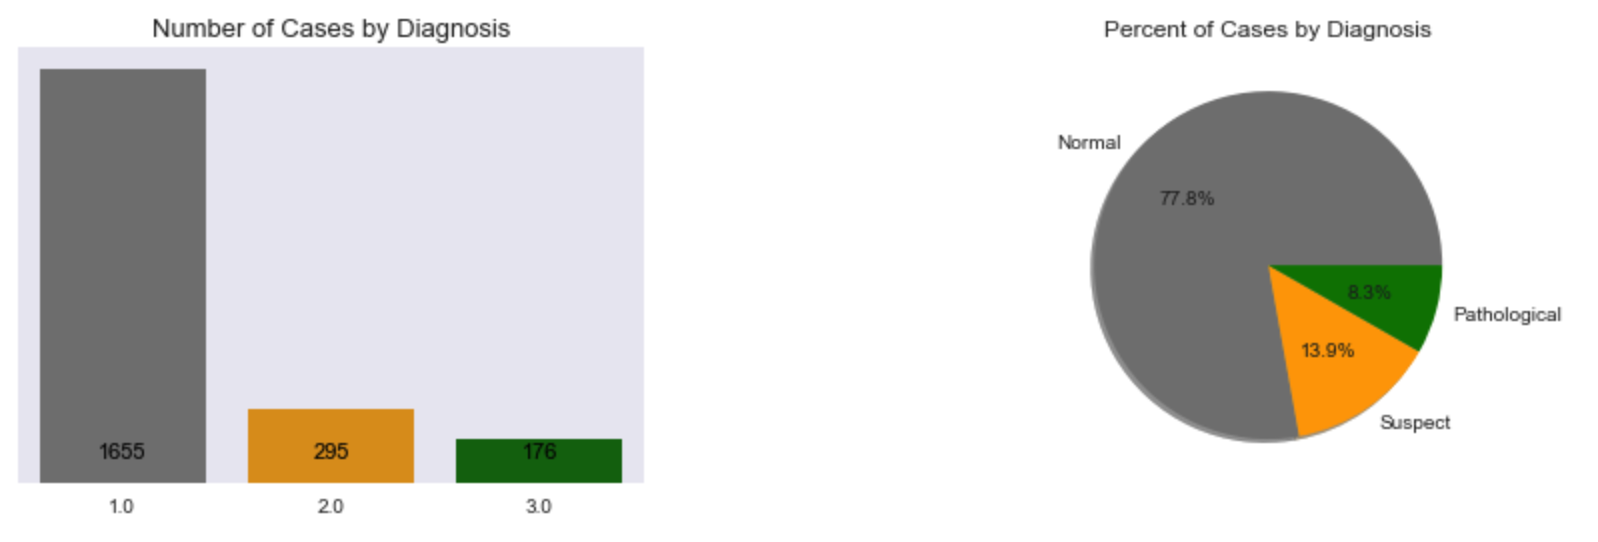 Number of Cases by Diagnosis
1655
295
176
1.0
2.0
3.0
Percent of Cases by Diagnosis
Normal
77.8%
8.3%
Pathological
13.9%
Suspect